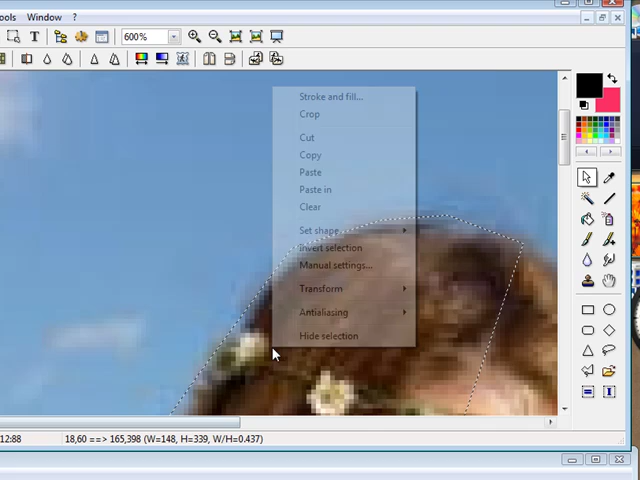 ools Window ?
T 600%
Stroke and fill...
Crop
Cut
Copy
Paste
Paste in
Clear
Set shape
Invert selection
Manual settings...
Transform
Antialiasing
Hide selection
12:88 18,60 ==> 165,398 (W=148, H=339, W/H=0.437)